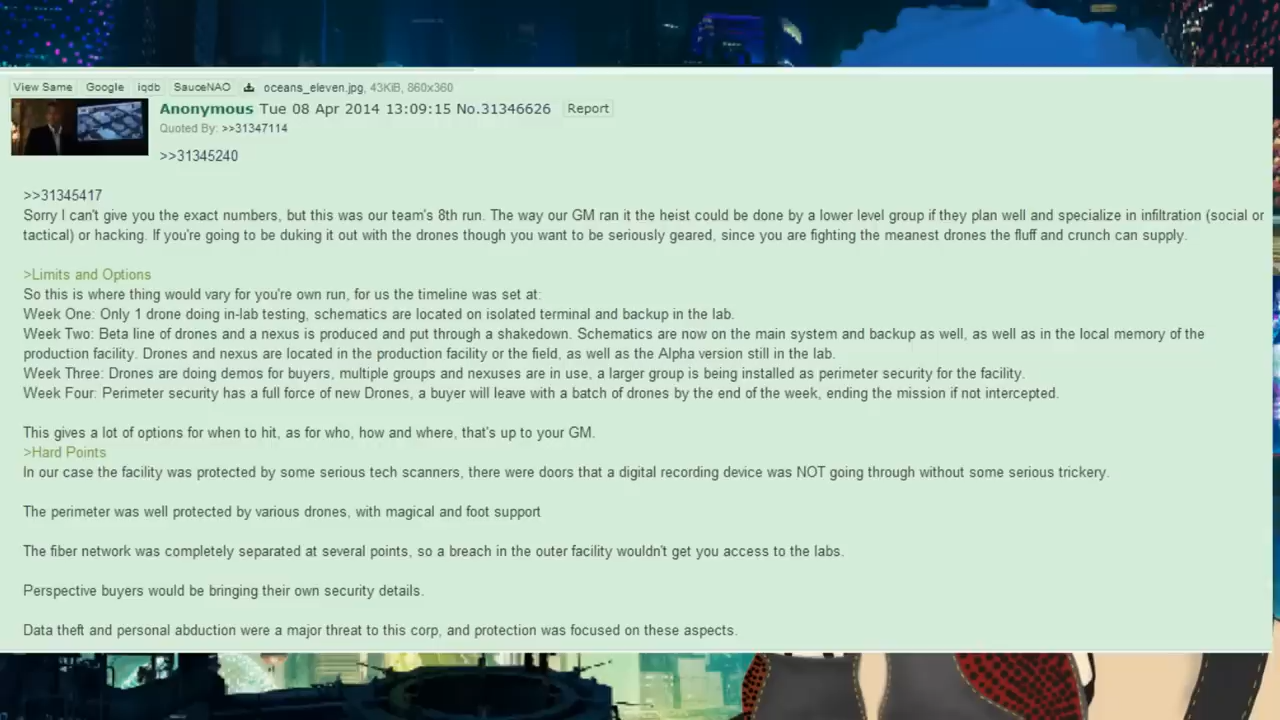 View Same Google iqdb SauceNAO oceans_eleven.jpg, 43KiB, 860x360
Anonymous Tue 08 Apr 2014 13:09:15 No.31346626 Report
Quoted By: >>31347114
>>31345240
>>31345417
Sorry I can't give you the exact numbers, but this was our team's 8th run. The way our GM ran it the heist could be done by a lower level group if they plan well and specialize in infiltration (social or
tactical) or hacking. If you're going to be duking it out with the drones though you want to be seriously geared, since you are fighting the meanest drones the fluff and crunch can supply.
>Limits and Options
So this is where thing would vary for you're own run, for us the timeline was set at:
Week One: Only 1 drone doing in-lab testing, schematics are located on isolated terminal and backup in the lab.
Week Two: Beta line of drones and a nexus is produced and put through a shakedown. Schematics are now on the main system and backup as well, as well as in the local memory of the
production facility. Drones and nexus are located in the production facility or the field, as well as the Alpha version still in the lab.
Week Three: Drones are doing demos for buyers, multiple groups and nexuses are in use, a larger group is being installed as perimeter security for the facility.
Week Four: Perimeter security has a full force of new Drones, a buyer will leave with a batch of drones by the end of the week, ending the mission if not intercepted.
This gives a lot of options for when to hit, as for who, how and where, that's up to your GM.
>Hard Points
In our case the facility was protected by some serious tech scanners, there were doors that a digital recording device was NOT going through without some serious trickery.
The perimeter was well protected by various drones, with magical and foot support
The fiber network was completely separated at several points, so a breach in the outer facility wouldn't get you access to the labs.
Perspective buyers would be bringing their own security details.
Data theft and personal abduction were a major threat to this corp, and protection was focused on these aspects.